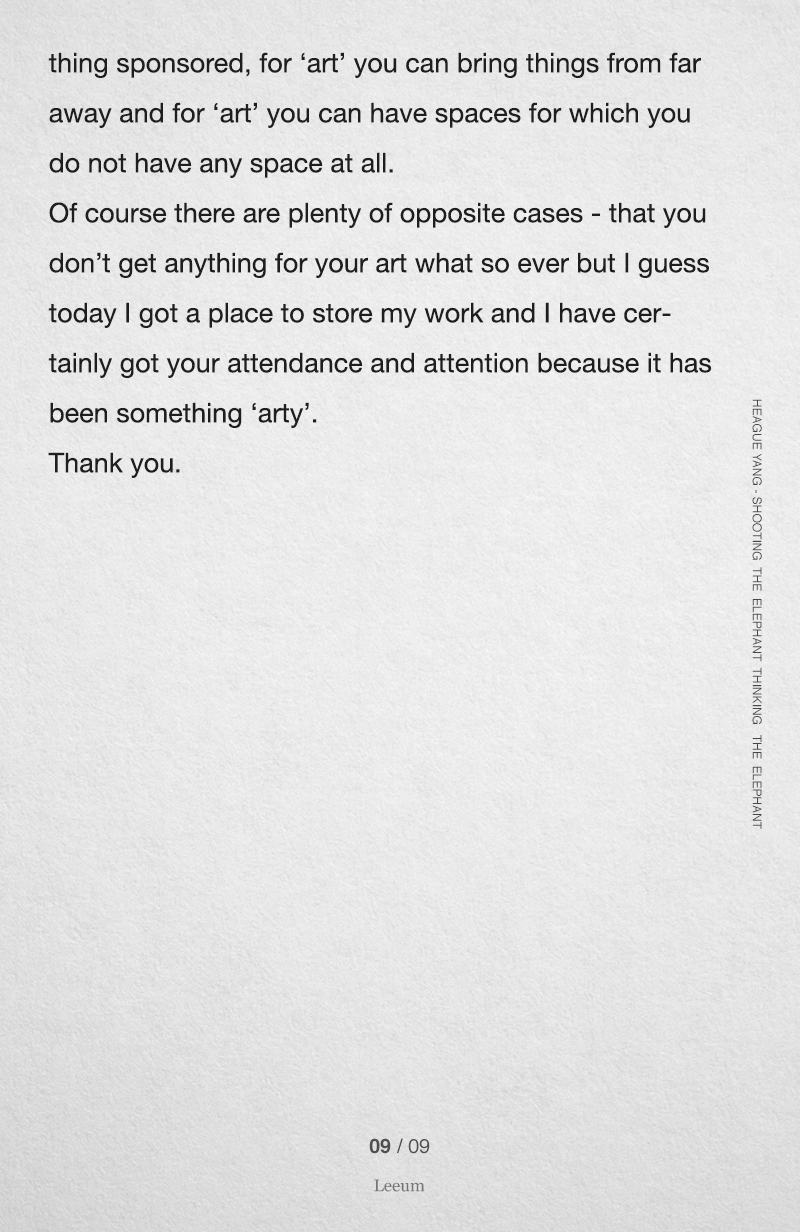 thing sponsored, for ‘art’ you can bring things from far
away and for ‘art’ you can have spaces for which you
do not have any space at all.
Of course there are plenty of opposite cases - that you
don’t get anything for your art what so ever but I guess
today I got a place to store my work and I have cer-
tainly got your attendance and attention because it has
been something ‘arty’.
Thank you.
HEAGUE YANG - SHOOTING THE ELEPHANT THINKING THE ELEPHANT
09 / 09
Leeum